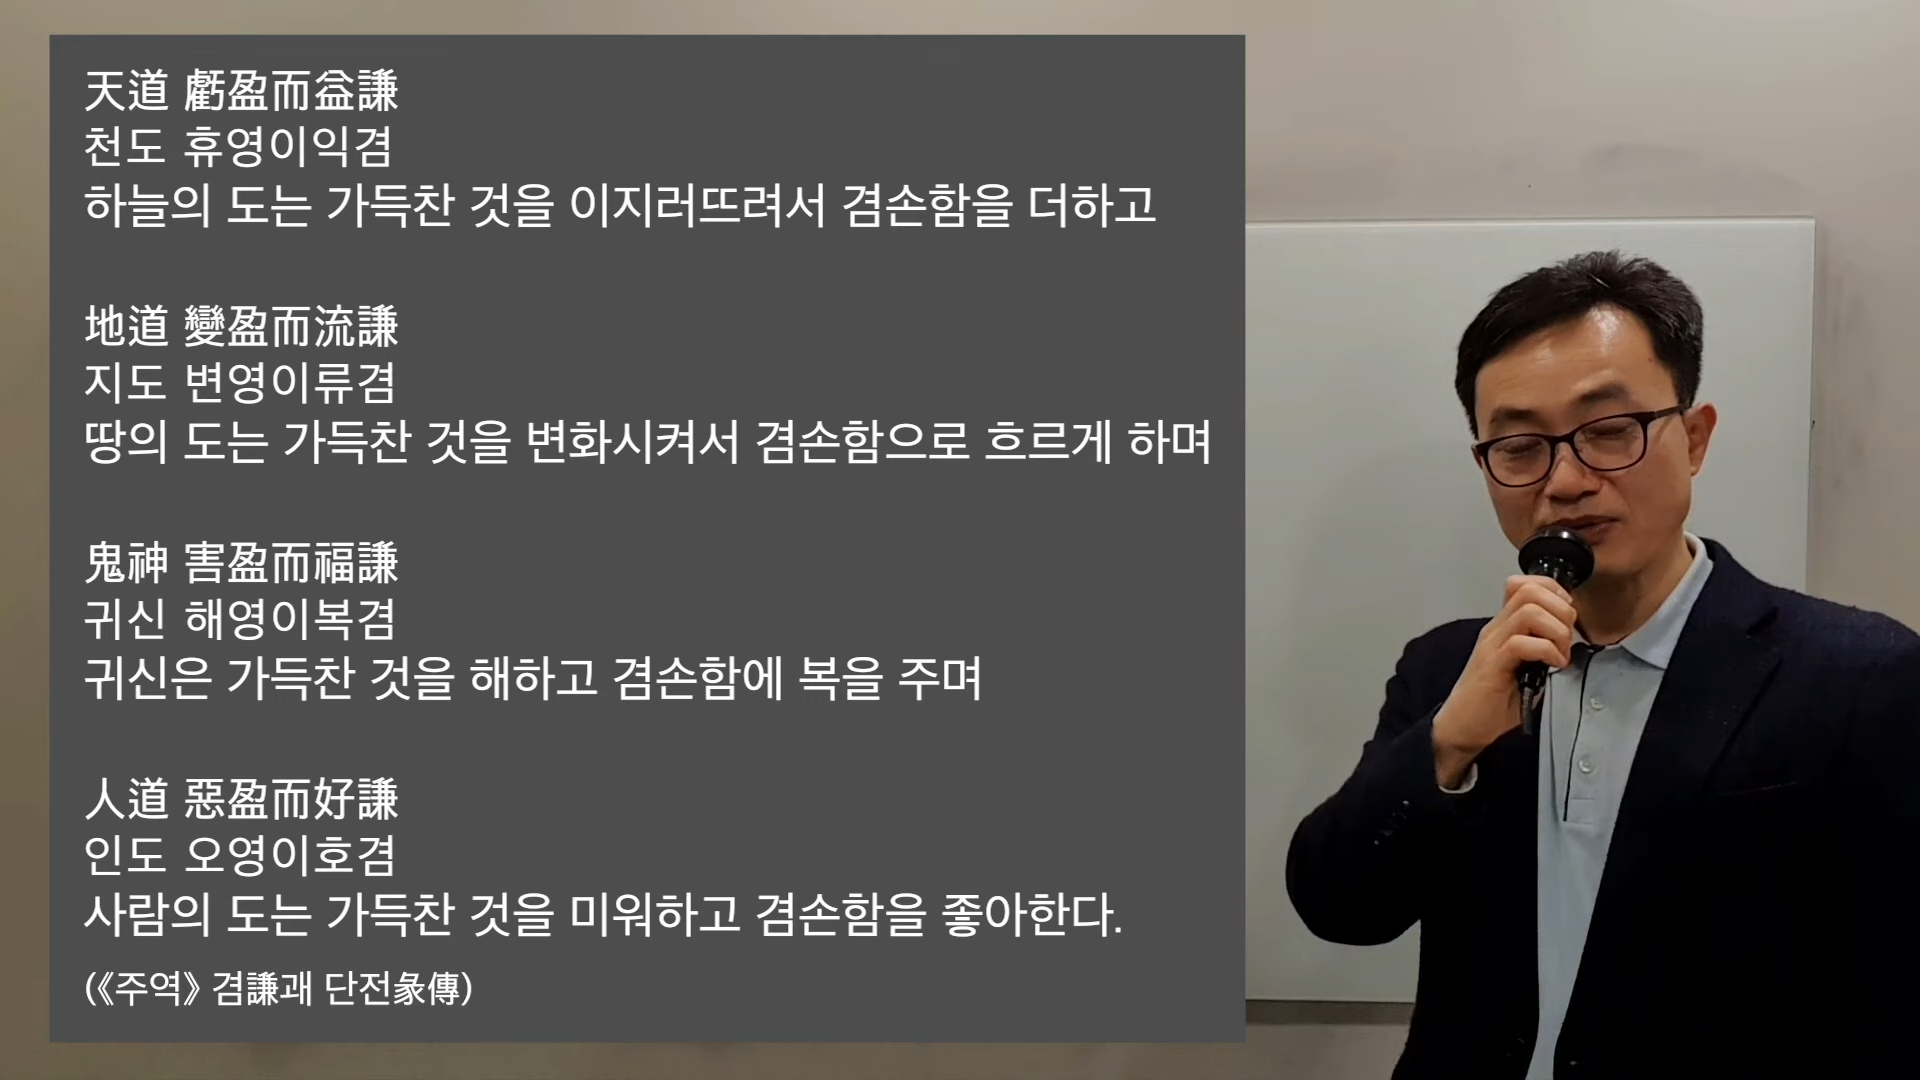 天道 虧盈而益謙
천도 휴영이익겸
하늘의 도는 가득찬 것을 이지러뜨려서 겸손함을 더하고
地道 變盈而流謙
지도 변영이류겸
땅의 도는 가득찬 것을 변화시켜서 겸손함으로 흐르게 하며
鬼神 害盈而福謙
귀신 해영이복겸
귀신은 가득찬 것을 해하고 겸손함에 복을 주며
人道 惡盈而好謙
인도 오영이호겸
사람의 도는 가득찬 것을 미워하고 겸손함을 좋아한다.
(《주역》 겸謙괘 단전彖傳)